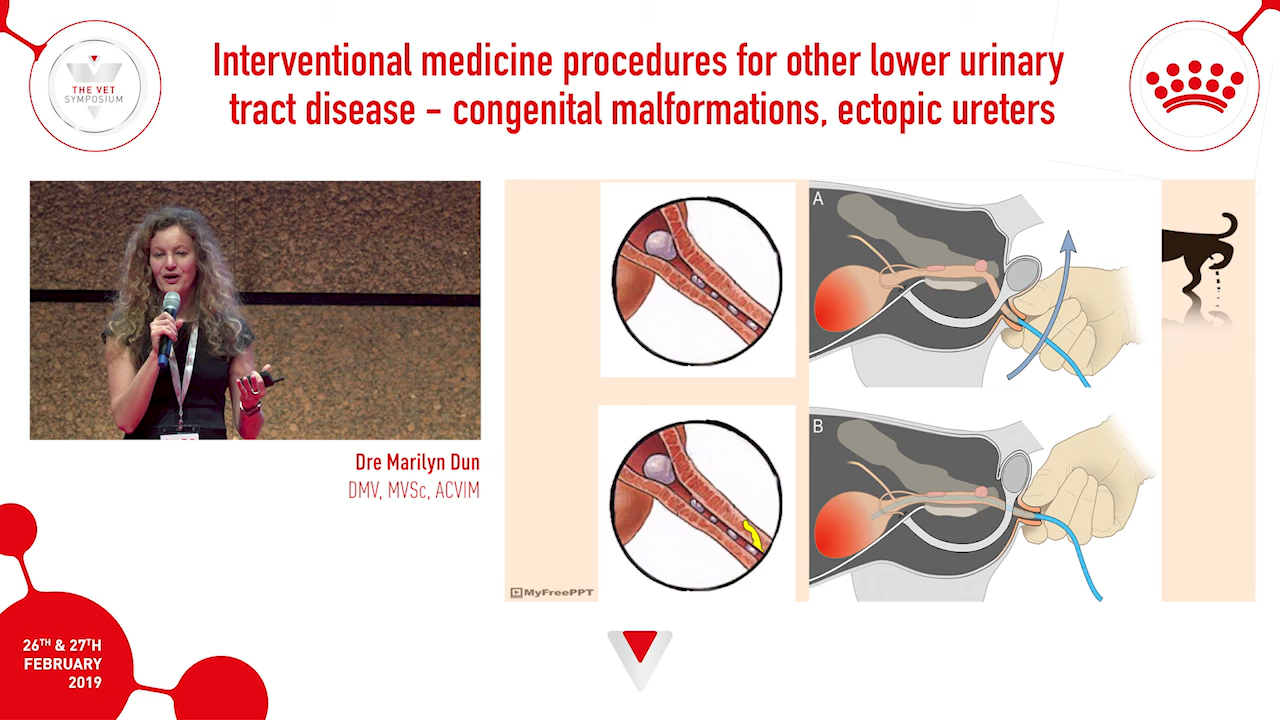 Interventional medicine procedures for other lower urinary
tract disease - congenital malformations, ectopic ureters
THE VET
SYMPOSIUM
A
B
Dre Marilyn Dun
DMV, MVSc, ACVIM
MyFreePPT
26TH & 27TH
FEBRUARY
2019